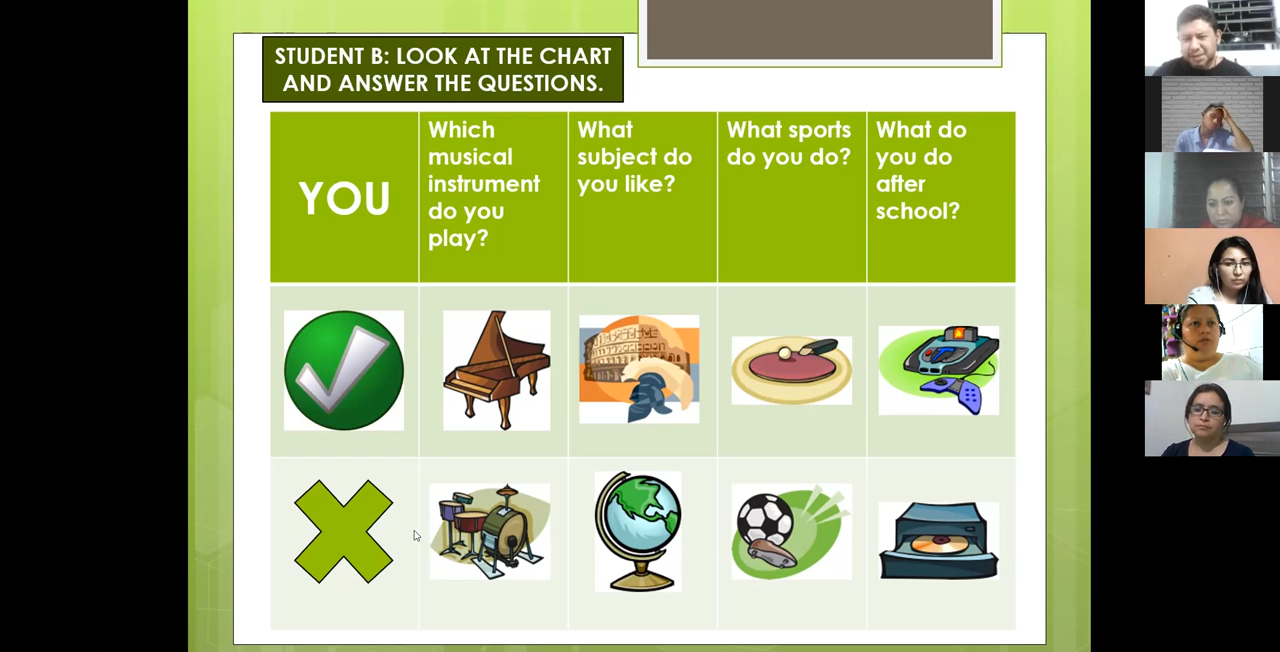 STUDENT B: LOOK AT THE CHART
AND ANSWER THE QUESTIONS.
YOU
Which
musical
instrument
do you
play?
What
subject do
you like?
What sports
do you do?
What do
you do
after
school?